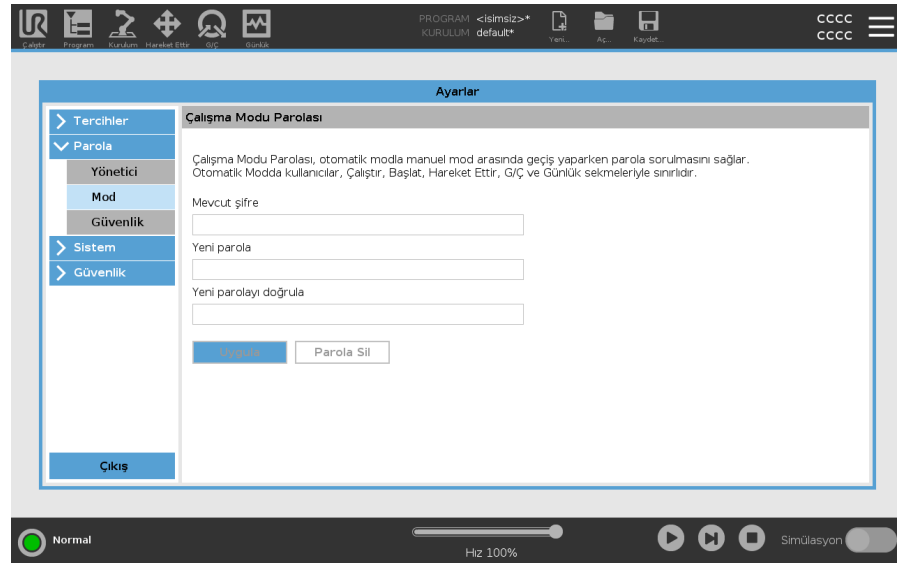 PROGRAM <isimsiz>*
KURULUM default*
cccc
cccc
Çalıştır Program Kurulum Hareket Ettir G/Ç Günlük Yeni... Aç... Kaydet...
Ayarlar
Tercihler
Parola
Yönetici
Mod
Güvenlik
Sistem
Güvenlik
Çıkış
Çalışma Modu Parolası
Çalışma Modu Parolası, otomatik modla manuel mod arasında geçiş yaparken parola sorulmasını sağlar.
Otomatik Modda kullanıcılar, Çalıştır, Başlat, Hareket Ettir, G/Ç ve Günlük sekmeleriyle sınırlıdır.
Mevcut şifre
Yeni parola
Yeni parolayı doğrula
Uygula Parola Sil
Normal
Hız 100%
Simülasyon